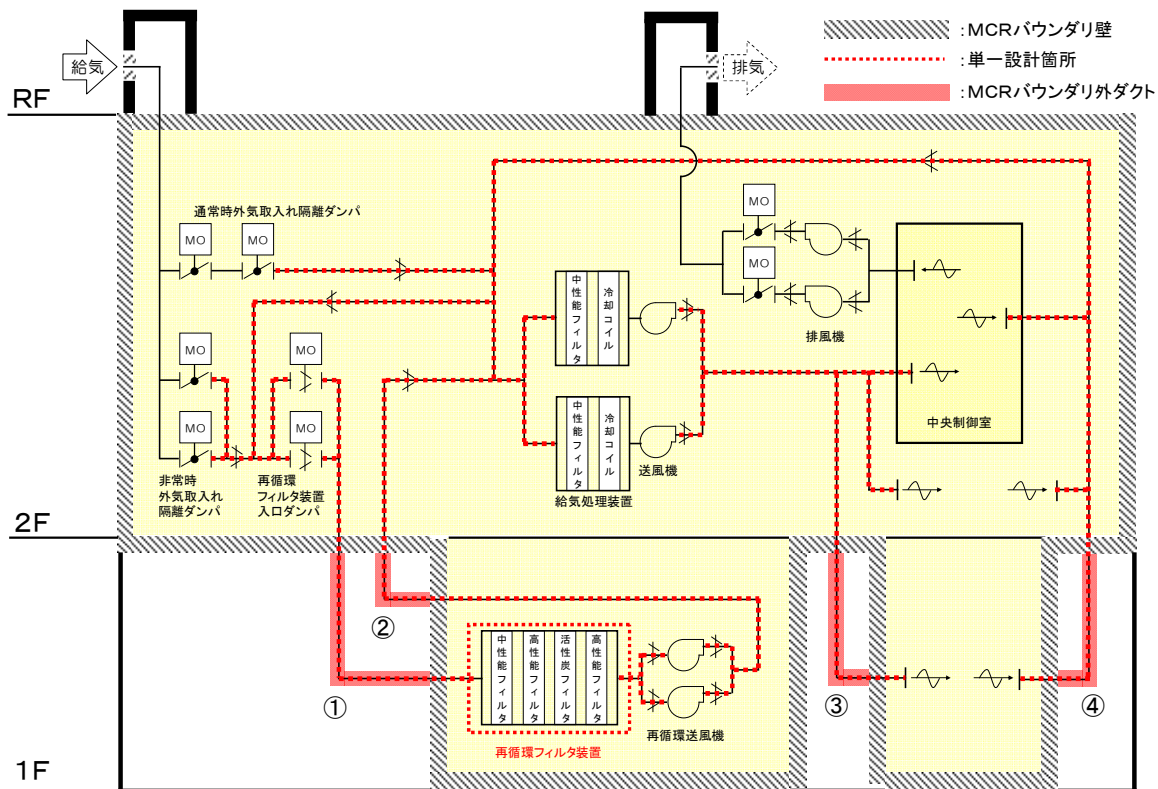 給気
排気
:MCRバウンダリ壁
:単一設計箇所
:MCRバウンダリ外ダクト
RF
通常時外気取入れ隔離ダンパ
MO
MO
MO
MO
中性能フィルタ
冷却コイル
排風機
中央制御室
MO
MO
MO
MO
中性能フィルタ
冷却コイル
送風機
給気処理装置
非常時
外気取入れ
隔離ダンパ
再循環
フィルタ装置
入口ダンパ
2F
①
②
③
④
中性能フィルタ
高性能フィルタ
活性炭フィルタ
高性能フィルタ
再循環送風機
再循環フィルタ装置
1F